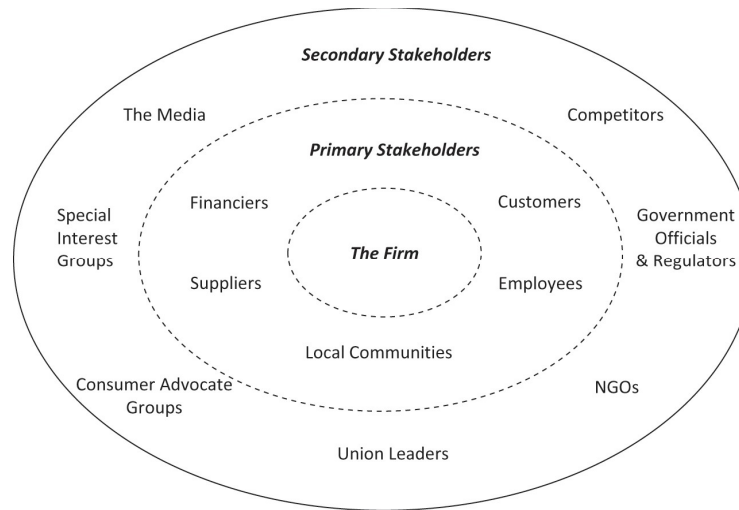 Secondary Stakeholders
The Media
Competitors
Primary Stakeholders
Financiers
Customers
Special
Interest
Groups
Government
Officials
& Regulators
The Firm
Suppliers
Employees
Local Communities
Consumer Advocate
Groups
NGOs
Union Leaders